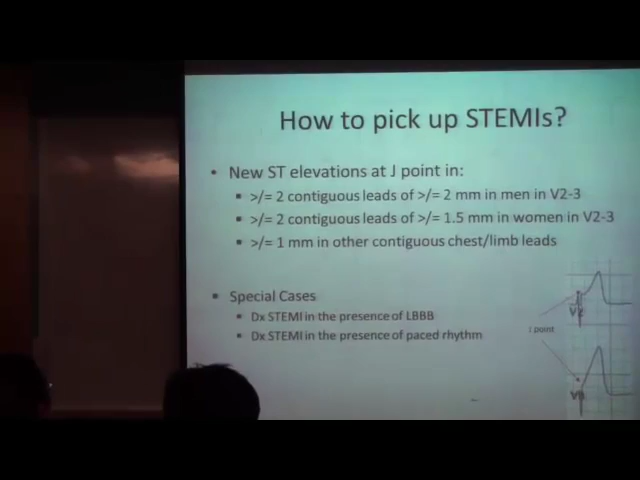 How to pick up STEMIs?
• New ST elevations at J point in:
▪ >/= 2 contiguous leads of >/= 2 mm in men in V2-3
▪ >/= 2 contiguous leads of >/= 1.5 mm in women in V2-3
▪ >/= 1 mm in other contiguous chest/limb leads
▪ Special Cases
▪ Dx STEMI in the presence of LBBB
▪ Dx STEMI in the presence of paced rhythm
V2
J point